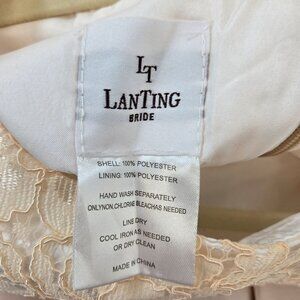 LT
LANTING
BRIDE
SHELL: 100% POLYESTER
LINING: 100% POLYESTER
HAND WASH SEPARATELY
ONLYNON,CHLORINE BLEACHAS NEEDED
LINE DRY
COOL IRON AS NEEDED
OR DRY CLEAN
MADE IN CHINA